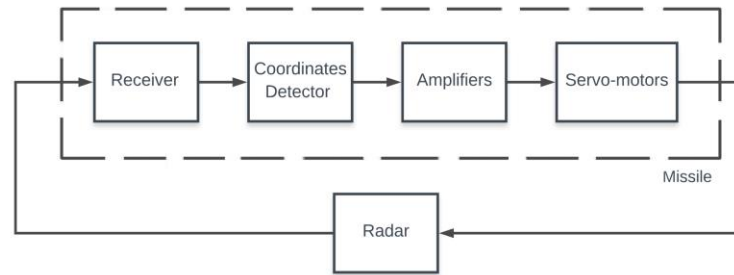 Receiver
Coordinates
Detector
Amplifiers
Servo-motors
Missile
Radar